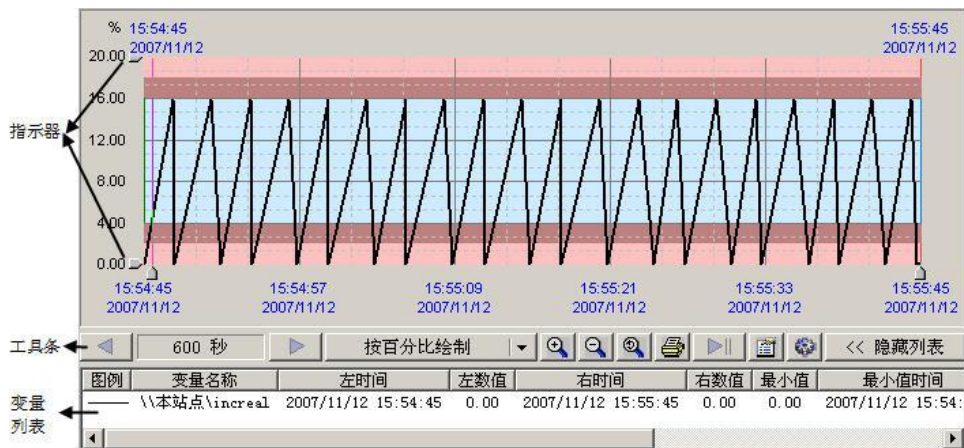 % 15:54:45 15:55:45
2007/11/12 2007/11/12
20.00
16.00
指示器
12.00
8.00
4.00
0.00
15:54:45 15:54:57 15:55:09 15:55:21 15:55:33 15:55:45
2007/11/12 2007/11/12 2007/11/12 2007/11/12 2007/11/12 2007/11/12
工具条 600 秒 按百分比绘制 << 隐藏列表
图例 变量名称 左时间 左数值 右时间 右数值 最小值 最小值时间
变量
列表
\\本站点\increal 2007/11/12 15:54:45 0.00 2007/11/12 15:55:45 0.00 0.00 2007/11/12 15:54: